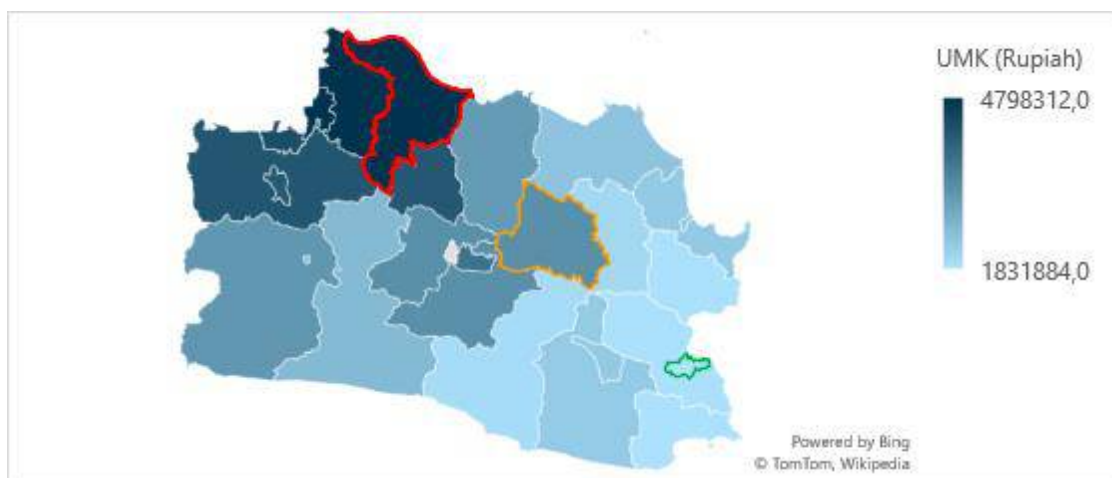 UMK (Rupiah)
4798312,0
1831884,0
Powered by Bing
© TomTom, Wikipedia